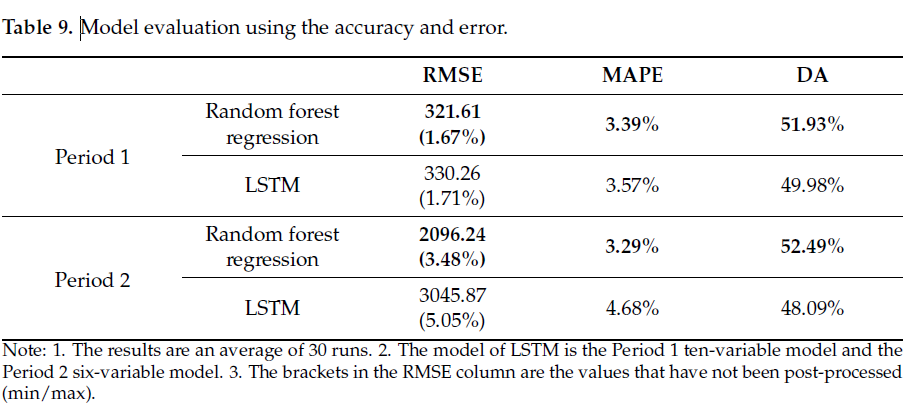 Table 9. Model evaluation using the accuracy and error.
RMSE MAPE DA
Period 1
Random forest regression 321.61 (1.67%) 3.39% 51.93%
LSTM 330.26 (1.71%) 3.57% 49.98%
Period 2
Random forest regression 2096.24 (3.48%) 3.29% 52.49%
LSTM 3045.87 (5.05%) 4.68% 48.09%
Note: 1. The results are an average of 30 runs. 2. The model of LSTM is the Period 1 ten-variable model and the
Period 2 six-variable model. 3. The brackets in the RMSE column are the values that have not been post-processed
(min/max).